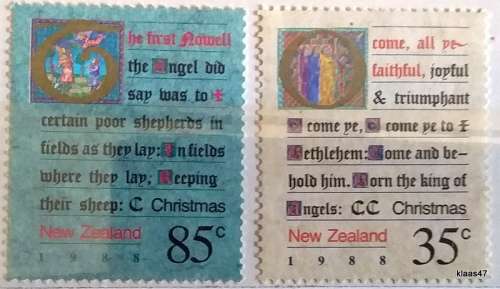 The first Nowell
the Angel did
say was to
certain poor shepherds in
fields as they lay; In fields
where they lay, Keeping
their sheep: C Christmas
New Zealand 85c
1988
O come, all ye
faithful, joyful
& triumphant
O come ye, O come ye to
Bethlehem: Come and be-
hold him. Born the king of
Angels: CC Christmas
New Zealand 35c
1988
klaas47